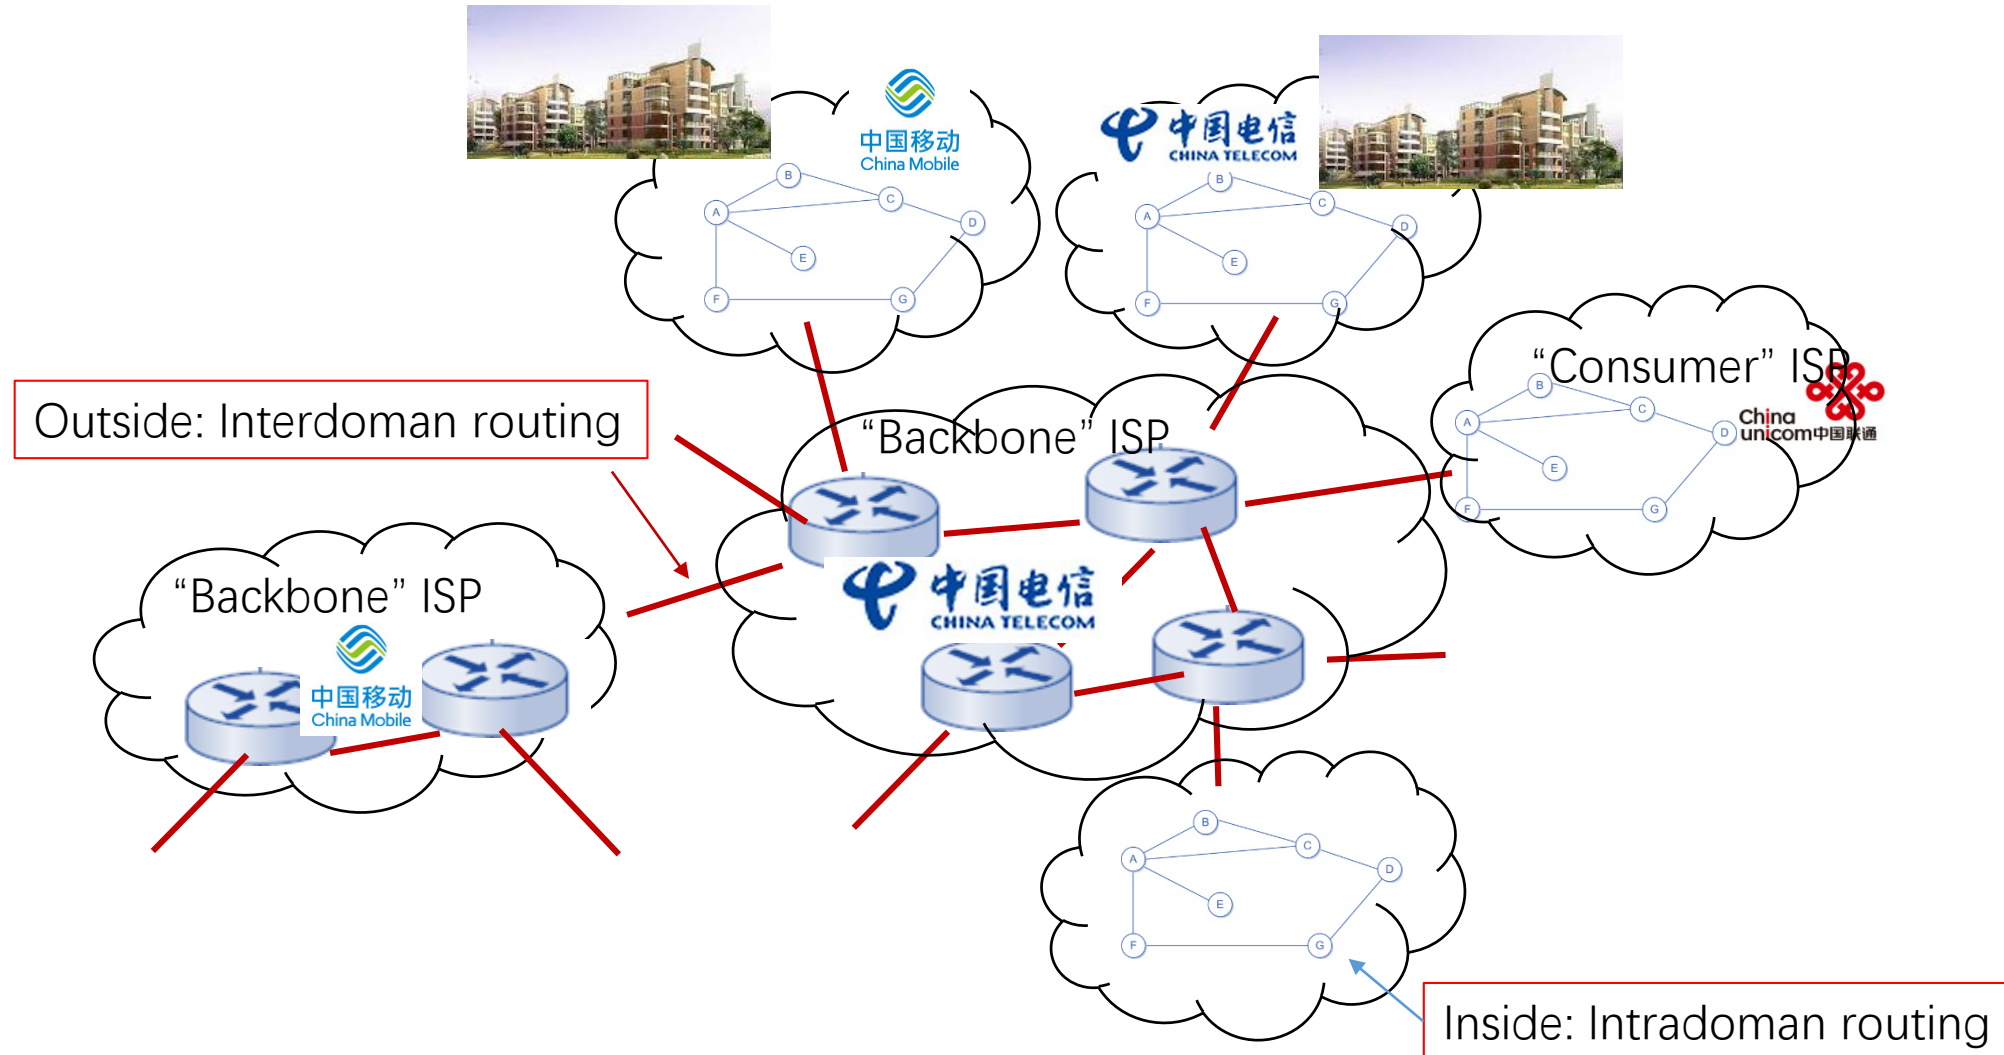 中国移动
China Mobile
B
A
C
D
E
F
G
中国电信
CHINA TELECOM
B
A
C
D
E
F
G
“Consumer” ISP
China
unicom中国联通
B
A
C
D
E
F
G
Outside: Interdoman routing
“Backbone” ISP
中国电信
CHINA TELECOM
“Backbone” ISP
中国移动
China Mobile
B
A
C
D
E
F
G
Inside: Intradoman routing